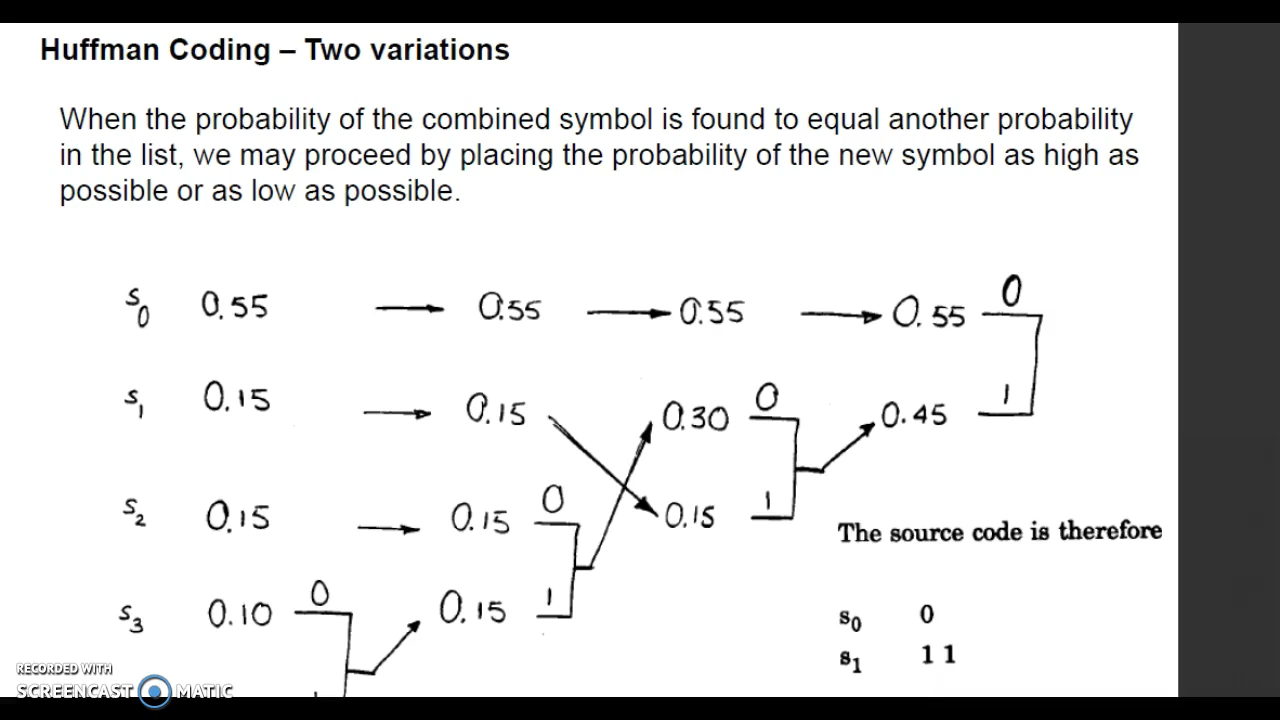 Huffman Coding – Two variations
When the probability of the combined symbol is found to equal another probability
in the list, we may proceed by placing the probability of the new symbol as high as
possible or as low as possible.
0
s0 0.55 0.55 0.55 0.55
0 1
s1 0.15 0.15 0.30 0.45
0 1
s2 0.15 0.15 0.15
The source code is therefore
0 1
s3 0.10 0.15
s0 0
s1 1 1
RECORDED WITH
SCREENCAST MATIC